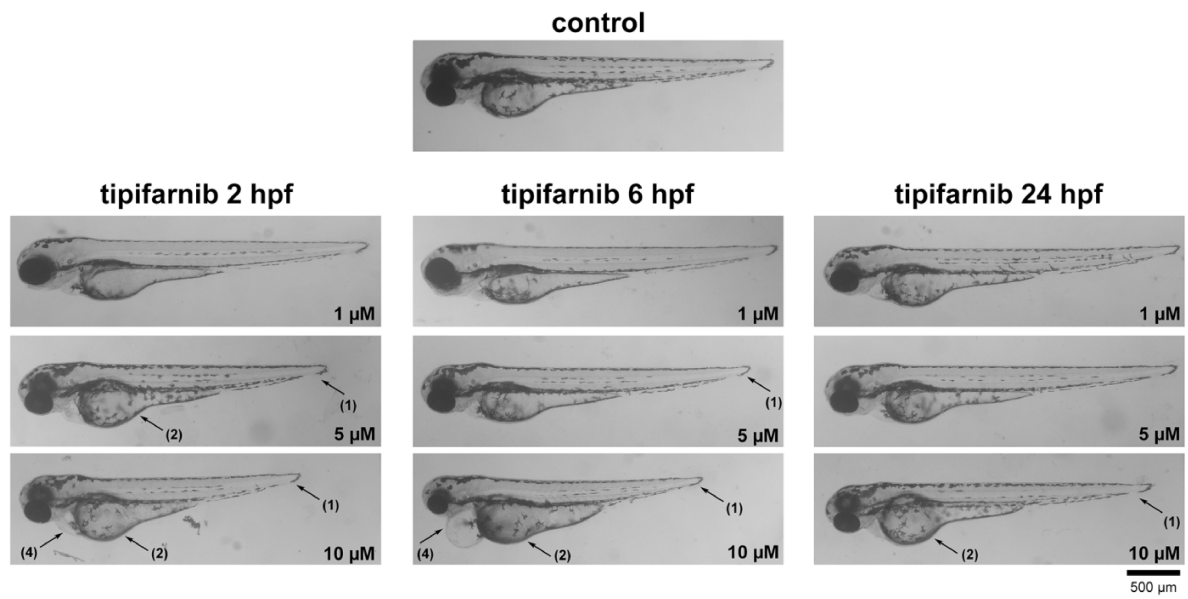 control
tipifarnib 2 hpf
tipifarnib 6 hpf
tipifarnib 24 hpf
1 µM
1 µM
1 µM
(1)
(2)
5 µM
(1)
5 µM
5 µM
(1)
(4)
(2)
10 µM
(1)
(4)
(2)
10 µM
(1)
(2)
10 µM
500 µm